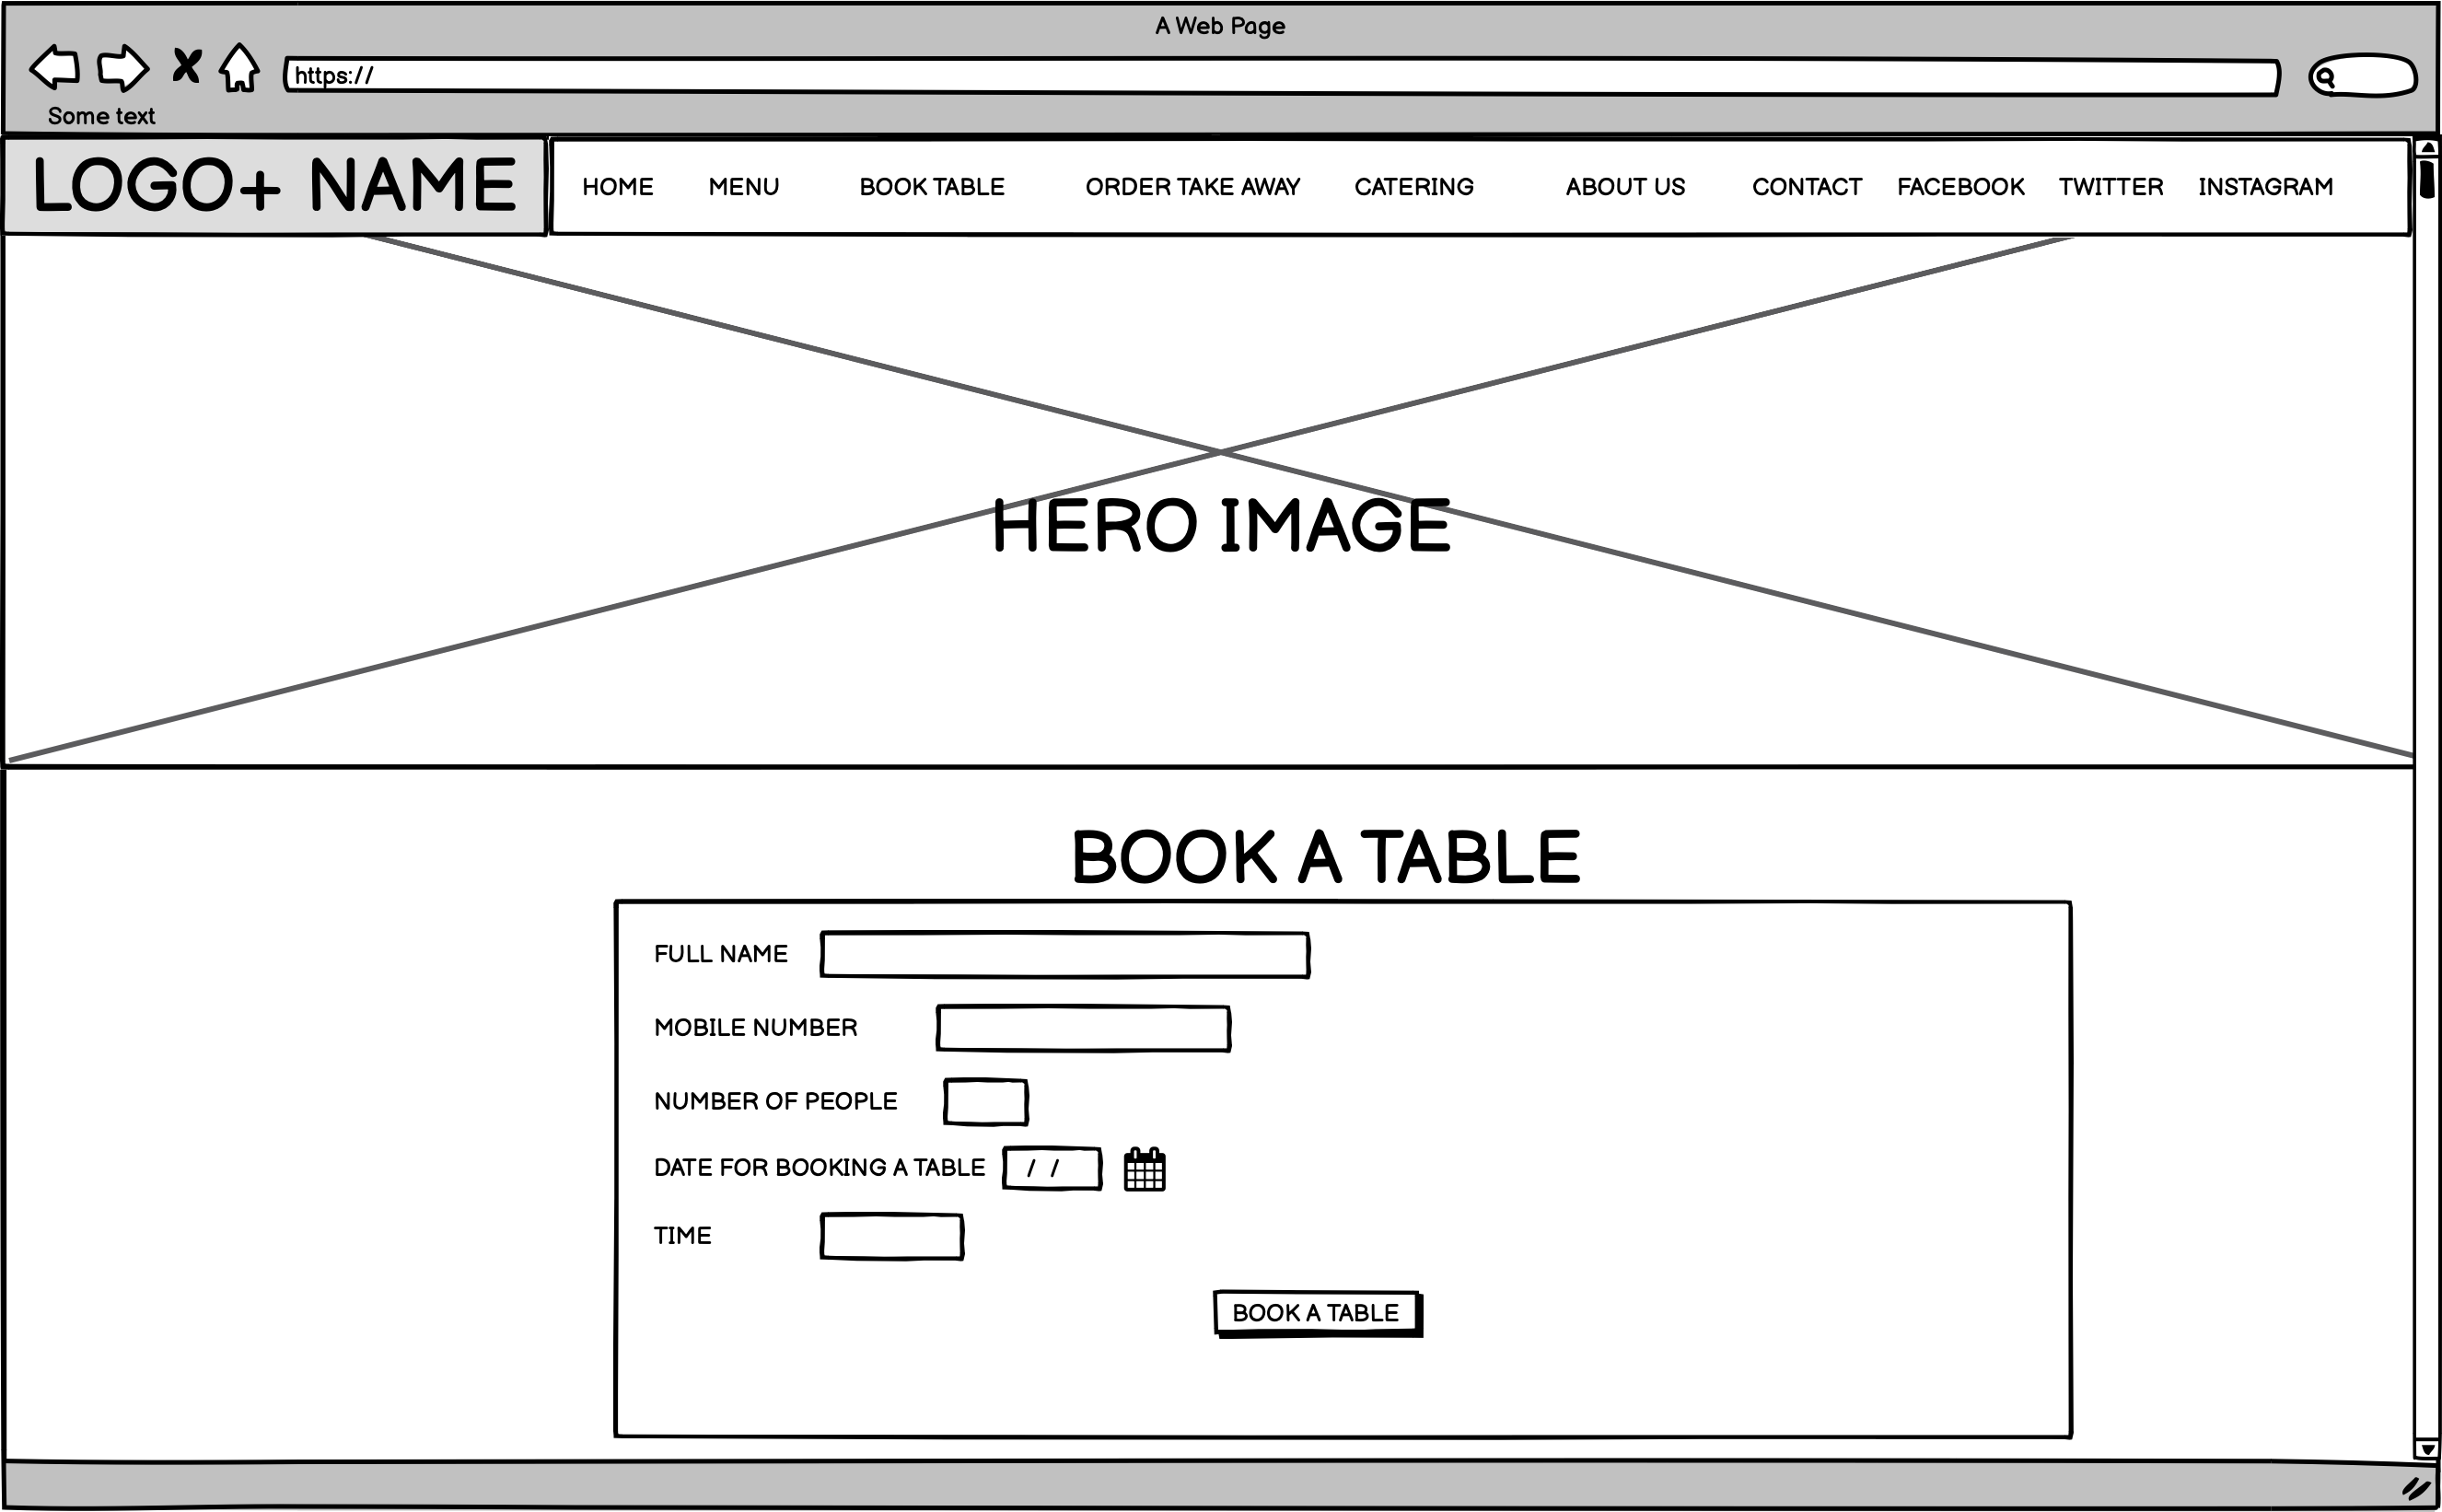 A Web Page
https://
Some text
LOGO+ NAME
HOME MENU BOOK TABLE ORDER TAKE AWAY CATERING ABOUT US CONTACT FACEBOOK TWITTER INSTAGRAM
HERO IMAGE
BOOK A TABLE
FULL NAME
MOBILE NUMBER
NUMBER OF PEOPLE
DATE FOR BOOKING A TABLE / /
TIME
BOOK A TABLE